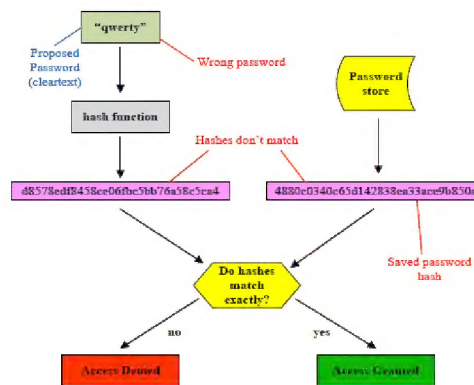 “qwerty”
Proposed
Password
(cleartext)
Wrong password
Password
store
hash function
Hashes don’t match
d8578edf8458ce06fbc5bb76a58c5ca4
4880c0340c65d142838ea33ace9b850a
Saved password
hash
Do hashes
match
exactly?
no
yes
Access Denied
Access Granted